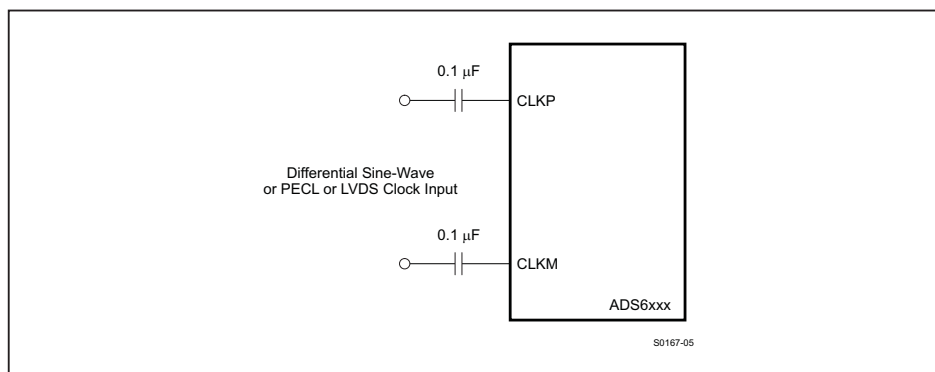 0.1 μF
CLKP
Differential Sine-Wave
or PECL or LVDS Clock Input
0.1 μF
CLKM
ADS6xxx
S0167-05